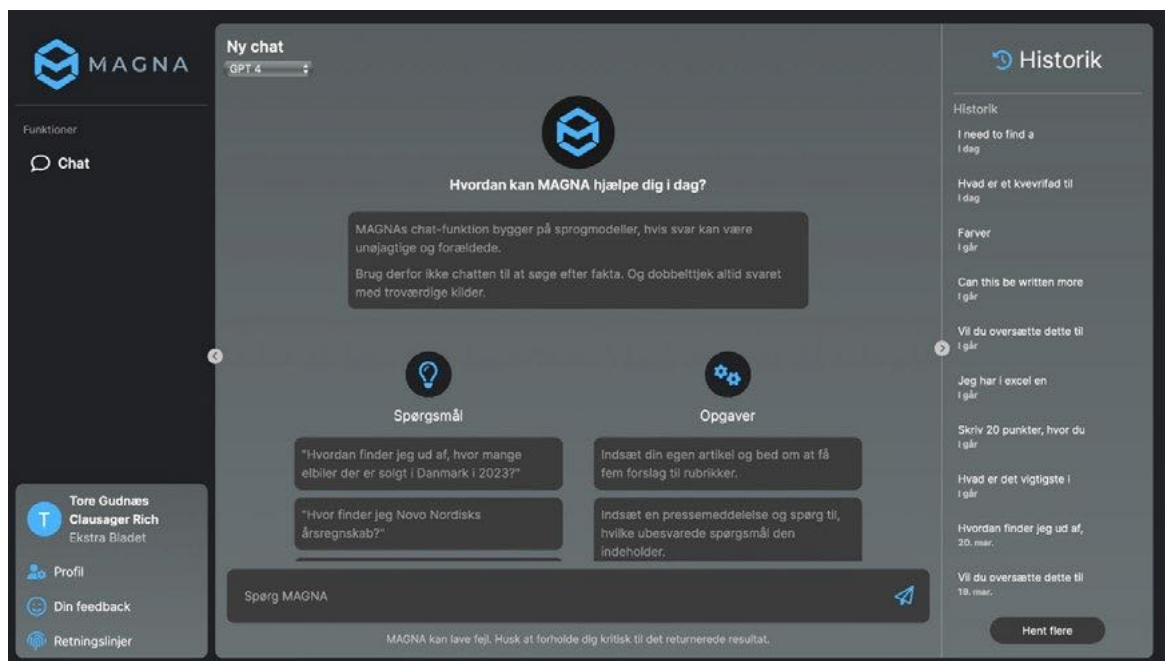 MAGNA
Funktioner
Chat
Tore Gudnæs
Clausager Rich
Ekstra Bladet
T
Profil
Din feedback
Retningslinjer
Ny chat
GPT 4
Hvordan kan MAGNA hjælpe dig i dag?
MAGNAs chat-funktion bygger på sprogmodeller, hvis svar kan være
unøjagtige og forældede.
Brug derfor ikke chatten til at søge efter fakta. Og dobbelttjek altid svaret
med troværdige kilder.
Spørgsmål
"Hvordan finder jeg ud af, hvor mange
elbiler der er solgt i Danmark i 2023?"
"Hvor finder jeg Novo Nordisks
årsregnskab?"
Opgaver
Indsæt din egen artikel og bed om at få
fem forslag til rubrikker.
Indsæt en pressemeddelelse og spørg til,
hvilke ubesvarede spørgsmål den
indeholder.
Spørg MAGNA
MAGNA kan lave fejl. Husk at forholde dig kritisk til det returnerede resultat.
Historik
Historik
I need to find a
I dag
Hvad er et kvevrifad til
I dag
Farver
I går
Can this be written more
I går
Vil du oversætte dette til
I går
Jeg har i excel en
I går
Skriv 20 punkter, hvor du
I går
Hvad er det vigtigste i
I går
Hvordan finder jeg ud af,
20. mar.
Vil du oversætte dette til
19. mar.
Hent flere